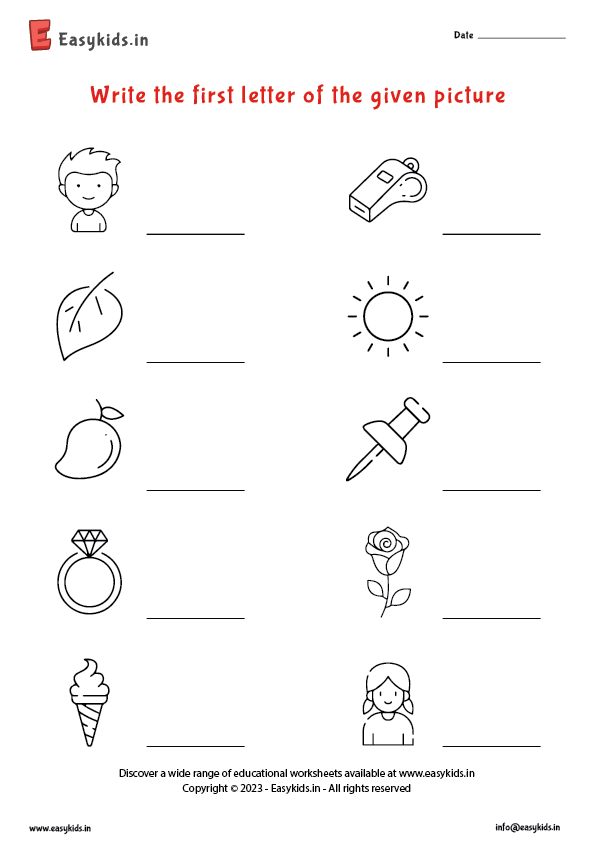 E Easykids.in
Date
Write the first letter of the given picture
Discover a wide range of educational worksheets available at www.easykids.in
Copyright © 2023 - Easykids.in - All rights reserved
www.easykids.in
info@easykids.in